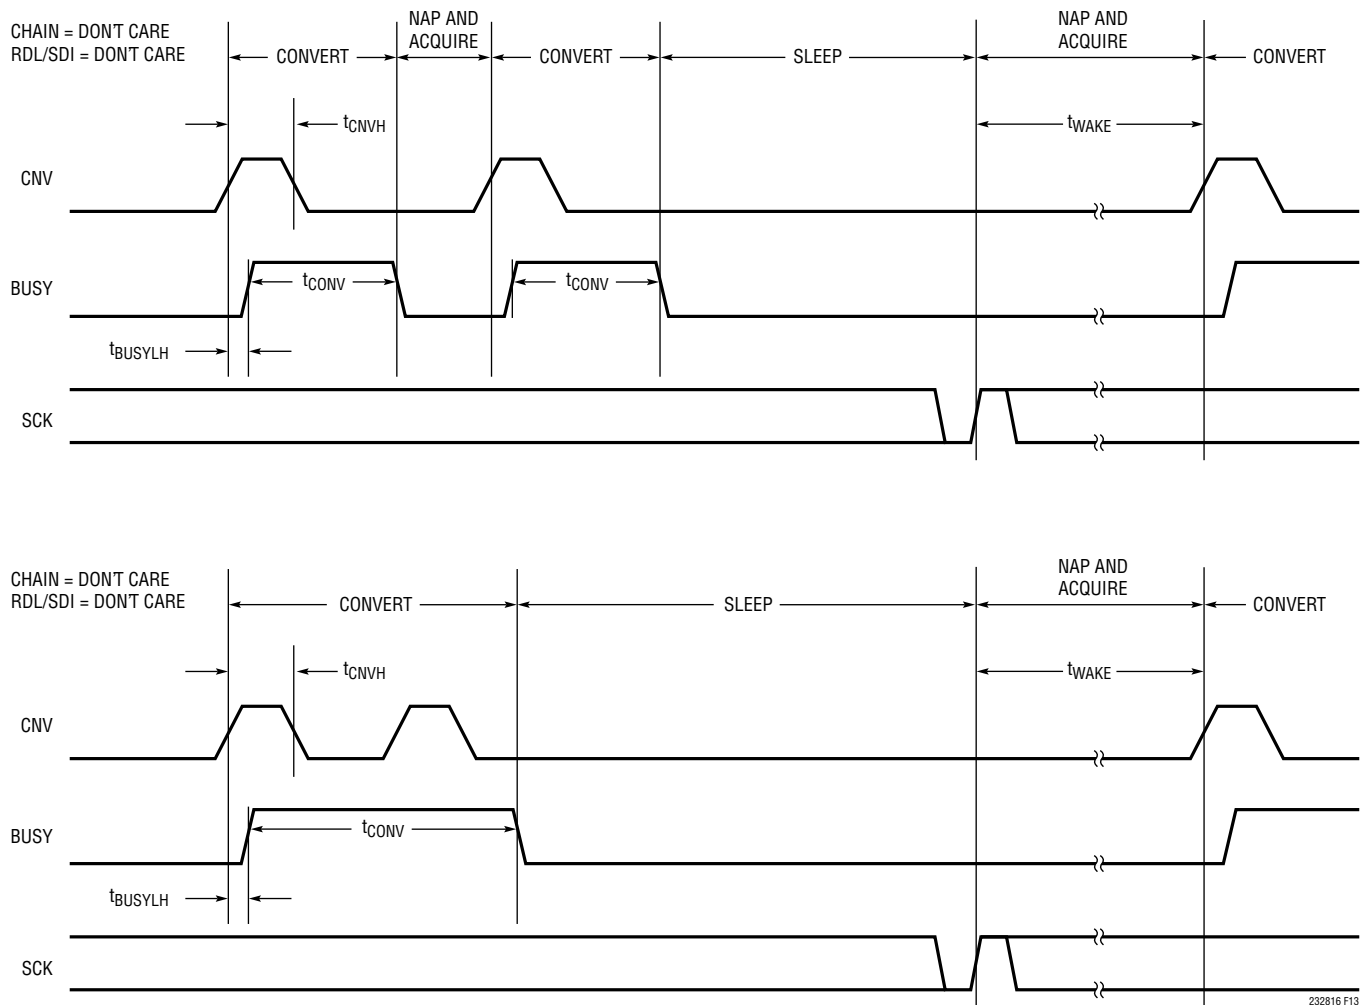 CHAIN = DON'T CARE
RDL/SDI = DON'T CARE
CONVERT
NAP AND
ACQUIRE
CONVERT
SLEEP
NAP AND
ACQUIRE
CONVERT
tCNVH
tWAKE
CNV
BUSY
tCONV
tCONV
tBUSYLH
SCK
CHAIN = DON'T CARE
RDL/SDI = DON'T CARE
CONVERT
SLEEP
NAP AND
ACQUIRE
CONVERT
tCNVH
tWAKE
CNV
BUSY
tCONV
tBUSYLH
SCK
232816 F13